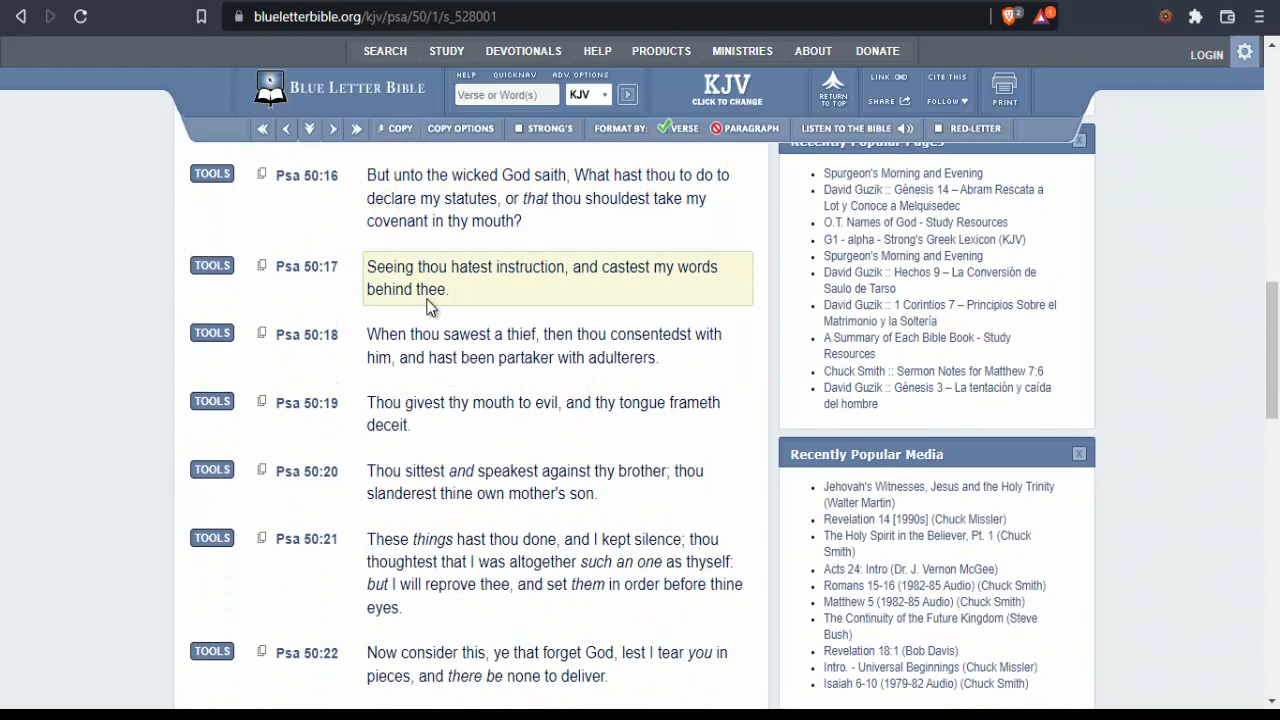 blueletterbible.org/kjv/psa/50/1/s_528001
2
1
SEARCH STUDY DEVOTIONALS HELP PRODUCTS MINISTRIES ABOUT DONATE
LOGIN
BLUE LETTER BIBLE
HELP QUICKNAV ADV. OPTIONS
Verse or Word(s)
KJV
KJV
CLICK TO CHANGE
RETURN
TO TOP
LINK
SHARE
CITE THIS
FOLLOW
PRINT
COPY COPY OPTIONS STRONG'S FORMAT BY: VERSE PARAGRAPH LISTEN TO THE BIBLE RED-LETTER
TOOLS Psa 50:16 But unto the wicked God saith, What hast thou to do to
declare my statutes, or that thou shouldest take my
covenant in thy mouth?
TOOLS Psa 50:17 Seeing thou hatest instruction, and castest my words
behind thee.
TOOLS Psa 50:18 When thou sawest a thief, then thou consentedst with
him, and hast been partaker with adulterers.
TOOLS Psa 50:19 Thou givest thy mouth to evil, and thy tongue frameth
deceit.
TOOLS Psa 50:20 Thou sittest and speakest against thy brother; thou
slanderest thine own mother's son.
TOOLS Psa 50:21 These things hast thou done, and I kept silence; thou
thoughtest that I was altogether such an one as thyself:
but I will reprove thee, and set them in order before thine
eyes.
TOOLS Psa 50:22 Now consider this, ye that forget God, lest I tear you in
pieces, and there be none to deliver.
Recently Popular Pages
Spurgeon's Morning and Evening
David Guzik :: Génesis 14 – Abram Rescata a
Lot y Conoce a Melquisedec
O.T. Names of God - Study Resources
G1 - alpha - Strong's Greek Lexicon (KJV)
Spurgeon's Morning and Evening
David Guzik :: Hechos 9 – La Conversión de
Saulo de Tarso
David Guzik :: 1 Corintios 7 – Principios Sobre el
Matrimonio y la Soltería
A Summary of Each Bible Book - Study
Resources
Chuck Smith :: Sermon Notes for Matthew 7:6
David Guzik :: Génesis 3 – La tentación y caída
del hombre
Recently Popular Media
Jehovah's Witnesses, Jesus and the Holy Trinity
(Walter Martin)
Revelation 14 [1990s] (Chuck Missler)
The Holy Spirit in the Believer, Pt. 1 (Chuck
Smith)
Acts 24: Intro (Dr. J. Vernon McGee)
Romans 15-16 (1982-85 Audio) (Chuck Smith)
Matthew 5 (1982-85 Audio) (Chuck Smith)
The Continuity of the Future Kingdom (Steve
Bush)
Revelation 18:1 (Bob Davis)
Intro. - Universal Beginnings (Chuck Missler)
Isaiah 6-10 (1979-82 Audio) (Chuck Smith)